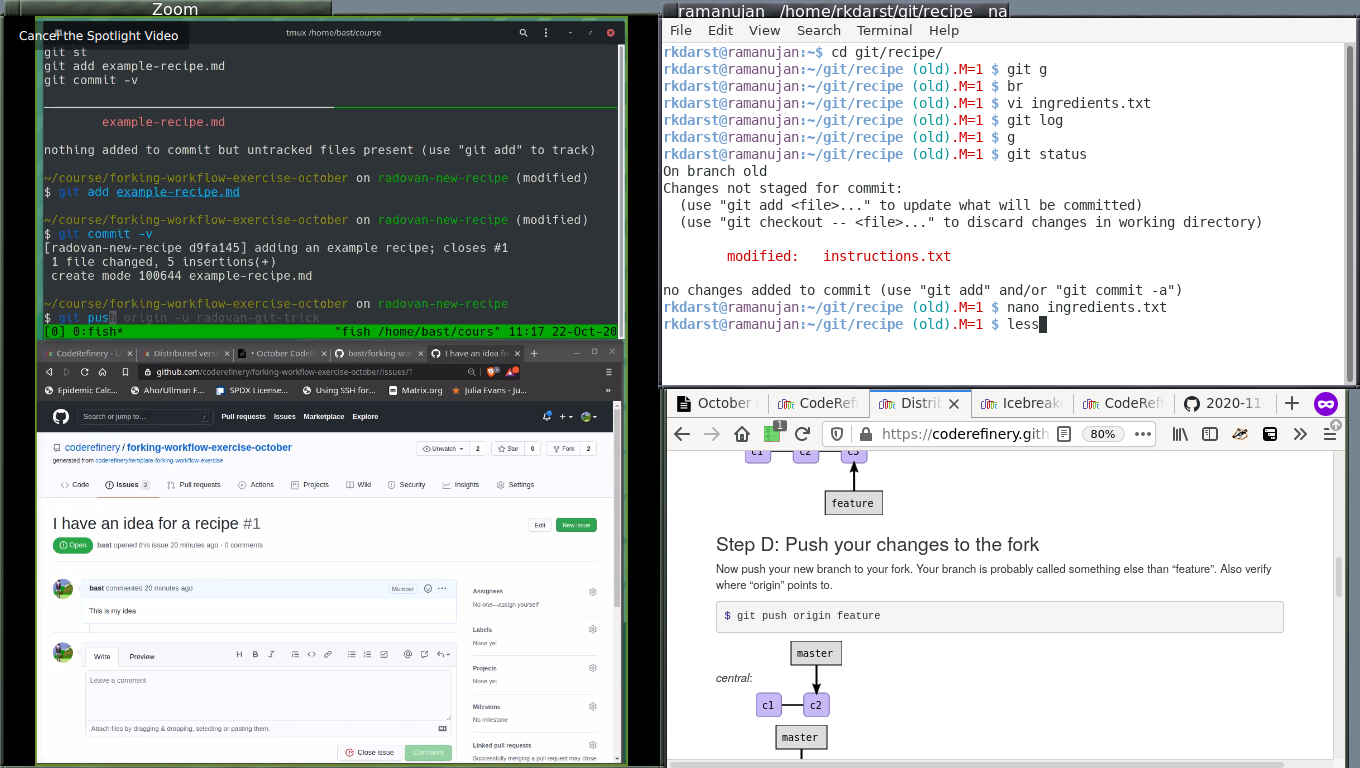 Zoom
Cancel the Spotlight Video
tmux /home/bast/course
git st
git add example-recipe.md
git commit -v
example-recipe.md
nothing added to commit but untracked files present (use "git add" to track)
~/course/forking-workflow-exercise-october on radovan-new-recipe (modified)
$ git add example-recipe.md
~/course/forking-workflow-exercise-october on radovan-new-recipe (modified)
$ git commit -v
[radovan-new-recipe d9fa145] adding an example recipe; closes #1
1 file changed, 5 insertions(+)
create mode 100644 example-recipe.md
~/course/forking-workflow-exercise-october on radovan-new-recipe
$ git push origin -u radovan-git-trick
[0] 0:fish* "fish /home/bast/cours" 11:17 22-Oct-20
CodeRefinery - U
Distributed vers
October CodeR
bast/forking-wo
I have an idea fo
github.com/coderefinery/forking-workflow-exercise-october/issues/1
Epidemic Calc...
Aho/Ullman F...
SPDX License...
Using SSH for...
Matrix.org
Julia Evans - Ju...
»
Search or jump to... /
Pull requests Issues Marketplace Explore
coderefinery / forking-workflow-exercise-october
generated from coderefinery/template-forking-workflow-exercise
Unwatch 2 Star 0 Fork 2
Code Issues 2 Pull requests Actions Projects Wiki Security Insights Settings
I have an idea for a recipe #1
Edit New issue
Open bast opened this issue 20 minutes ago · 0 comments
bast commented 20 minutes ago Member
This is my idea
Write Preview
Leave a comment
Attach files by dragging & dropping, selecting or pasting them.
Close issue Comment
Assignees
No one—assign yourself
Labels
None yet
Projects
None yet
Milestone
No milestone
Linked pull requests
Successfully merging a pull request may close
ramanujan /home/rkdarst/git/recipe na
File Edit View Search Terminal Help
rkdarst@ramanujan:~$ cd git/recipe/
rkdarst@ramanujan:~/git/recipe (old).M=1 $ git g
rkdarst@ramanujan:~/git/recipe (old).M=1 $ br
rkdarst@ramanujan:~/git/recipe (old).M=1 $ vi ingredients.txt
rkdarst@ramanujan:~/git/recipe (old).M=1 $ git log
rkdarst@ramanujan:~/git/recipe (old).M=1 $ g
rkdarst@ramanujan:~/git/recipe (old).M=1 $ git status
On branch old
Changes not staged for commit:
(use "git add <file>..." to update what will be committed)
(use "git checkout -- <file>..." to discard changes in working directory)
modified: instructions.txt
no changes added to commit (use "git add" and/or "git commit -a")
rkdarst@ramanujan:~/git/recipe (old).M=1 $ nano ingredients.txt
rkdarst@ramanujan:~/git/recipe (old).M=1 $ less
October
CodeRefi
Distrib
Icebreake
CodeRefi
2020-11-
1
https://coderefinery.gith
80%
c1 c2 c3
feature
Step D: Push your changes to the fork
Now push your new branch to your fork. Your branch is probably called something else than “feature”. Also verify
where “origin” points to.
$ git push origin feature
master
central:
c1 c2
master